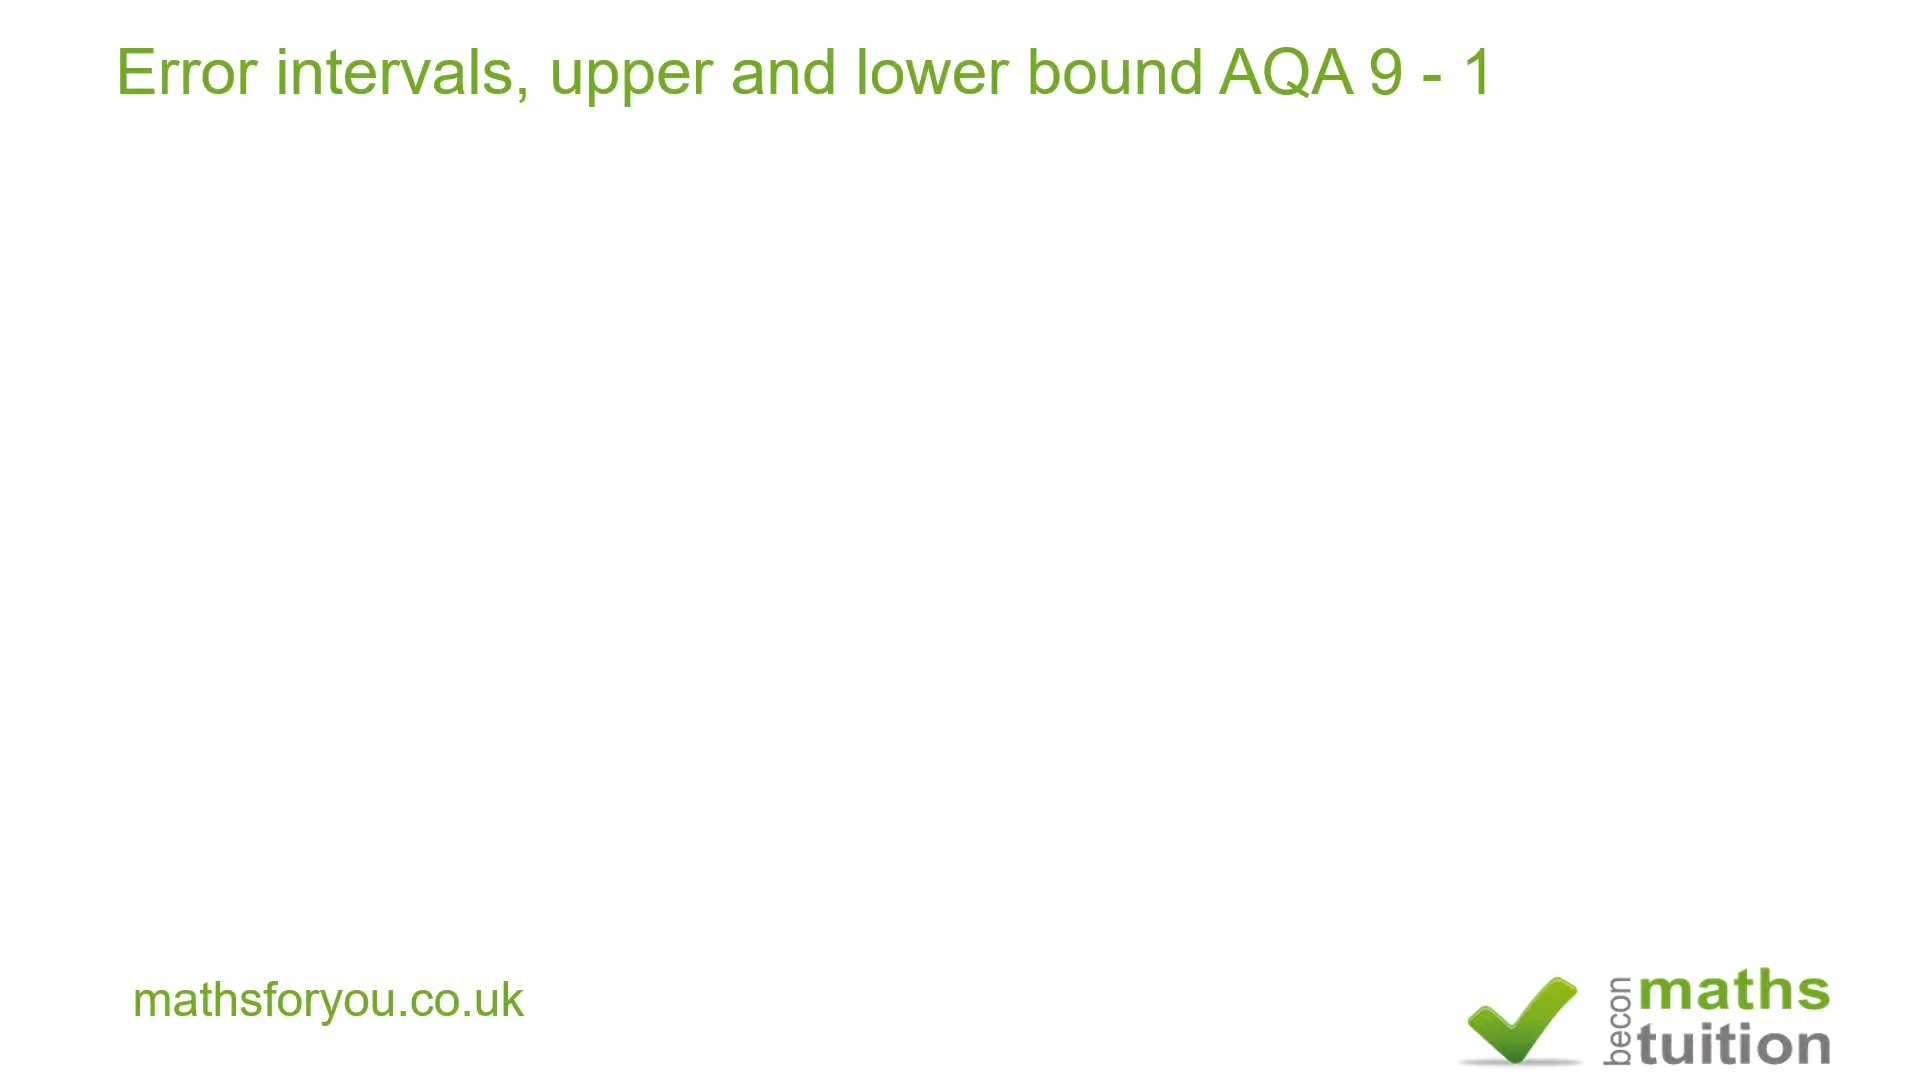 Error intervals, upper and lower bound AQA 9 - 1
mathsforyou.co.uk
becon
maths
tuition